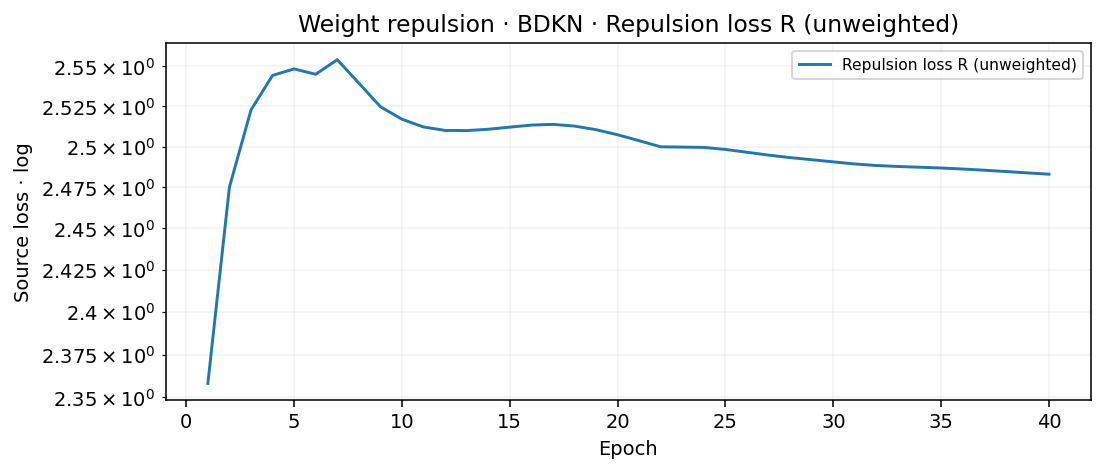 Weight repulsion · BDKN · Repulsion loss R (unweighted)
Repulsion loss R (unweighted)
Source loss · log
2.55 × 10⁰
2.525 × 10⁰
2.5 × 10⁰
2.475 × 10⁰
2.45 × 10⁰
2.425 × 10⁰
2.4 × 10⁰
2.375 × 10⁰
2.35 × 10⁰
0 5 10 15 20 25 30 35 40
Epoch